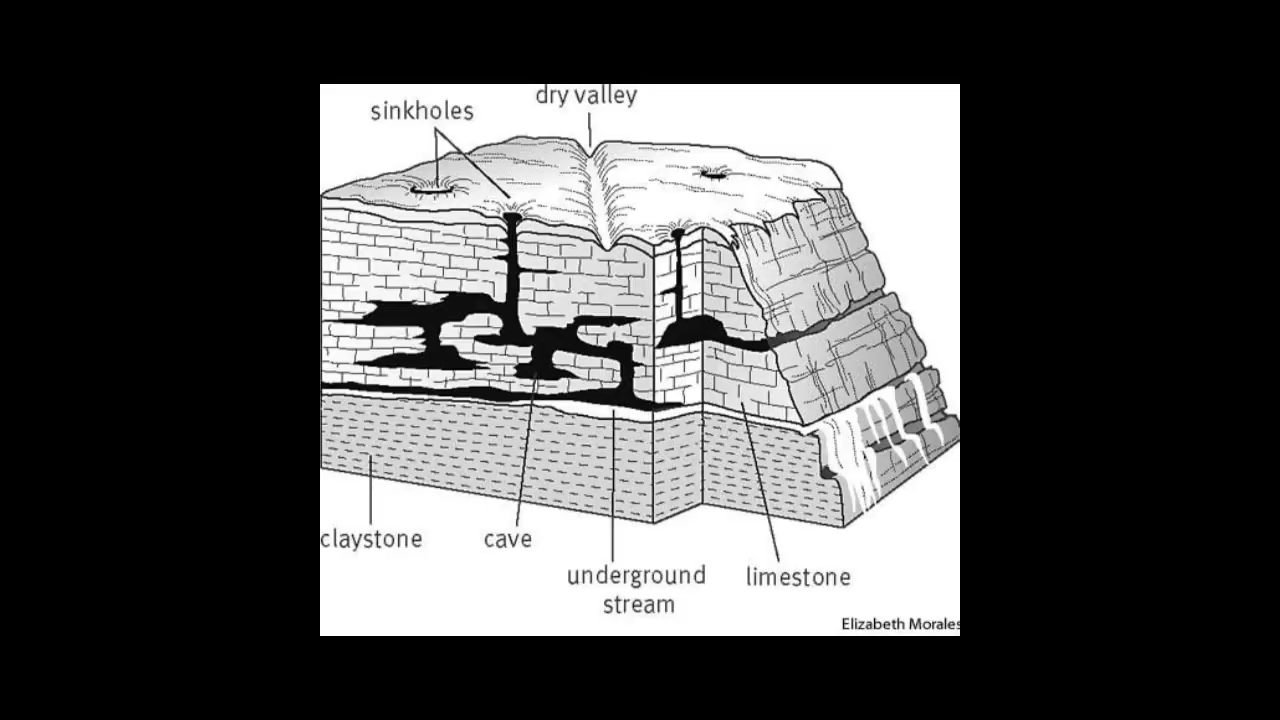 dry valley
sinkholes
claystone
cave
underground
stream
limestone
Elizabeth Morales